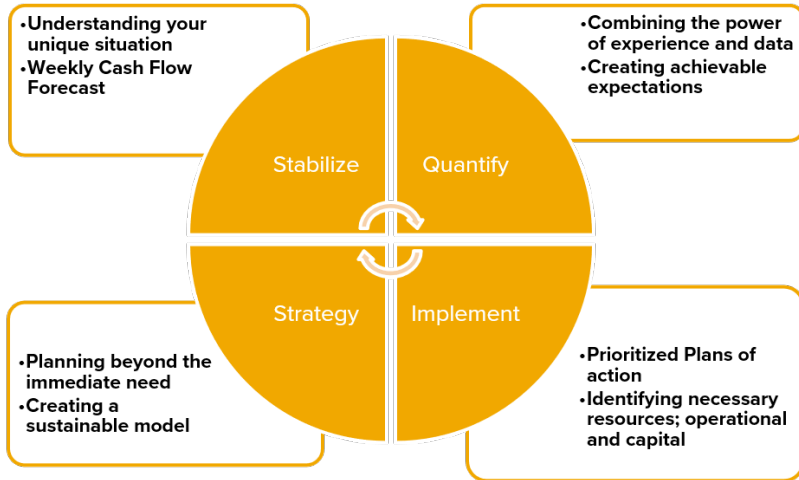 •Understanding your
unique situation
•Weekly Cash Flow
Forecast
•Combining the power
of experience and data
•Creating achievable
expectations
Stabilize
Quantify
Strategy
Implement
•Planning beyond the
immediate need
•Creating a
sustainable model
•Prioritized Plans of
action
•Identifying necessary
resources; operational
and capital